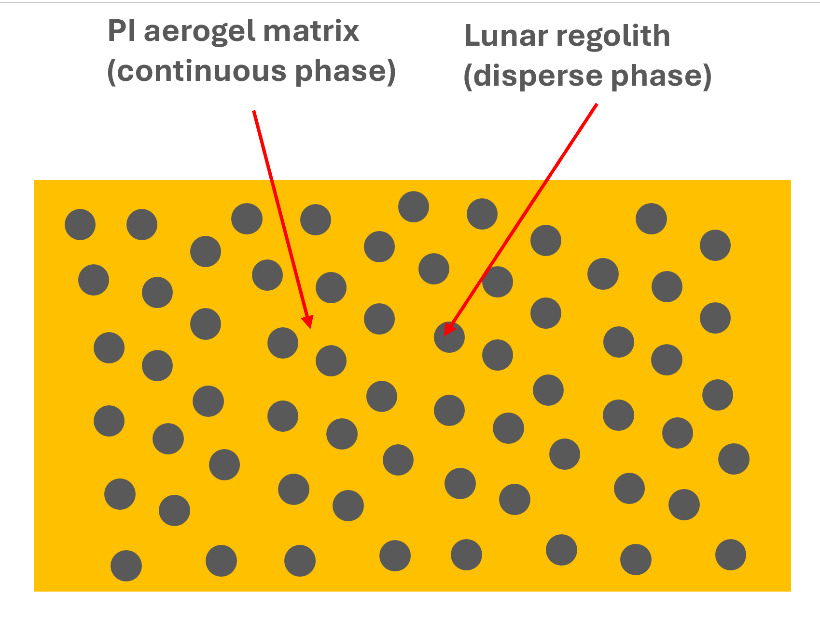 PI aerogel matrix
(continuous phase)
Lunar regolith
(disperse phase)